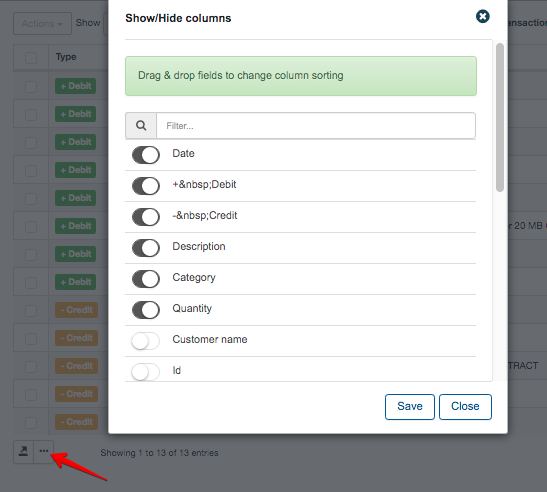 Show/Hide columns
Actions
Show
ansaction
Drag & drop fields to change column sorting
Type
Filter...
+ Debit
Date
+ Debit
+&nbsp;Debit
+ Debit
-&nbsp;Credit
+ Debit
Description
+ Debit
Category
+ Debit
r 20 MB
Quantity
+ Debit
Customer name
+ Debit
Id
- Credit
- Credit
- Credit
TRACT
- Credit
- Credit
Save
Close
Showing 1 to 13 of 13 entries